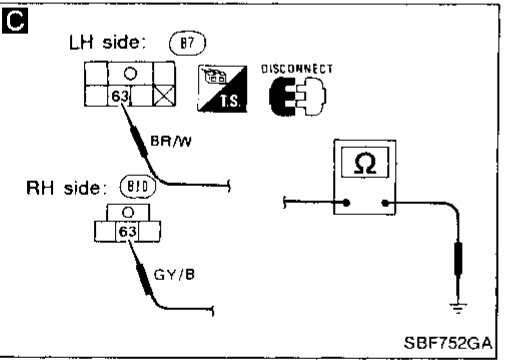 C
LH side: B7
DISCONNECT
T.S.
63
BR/W
Ω
RH side: B10
63
GY/B
SBF752GA